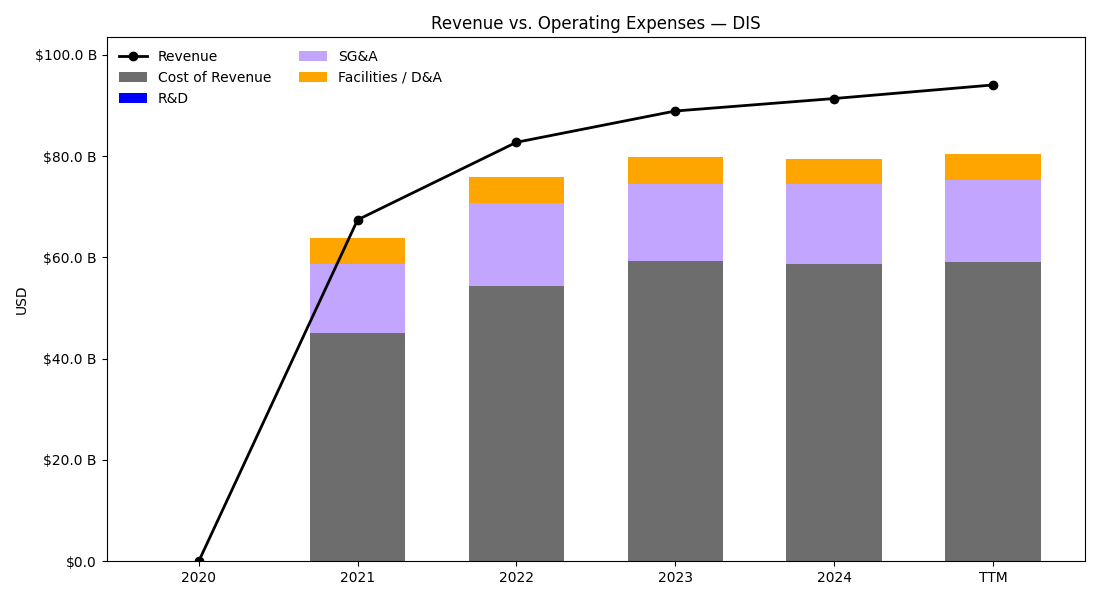 Revenue vs. Operating Expenses — DIS
Revenue
Cost of Revenue
R&D
SG&A
Facilities / D&A
USD
$100.0 B
$80.0 B
$60.0 B
$40.0 B
$20.0 B
$0.0
2020 2021 2022 2023 2024 TTM